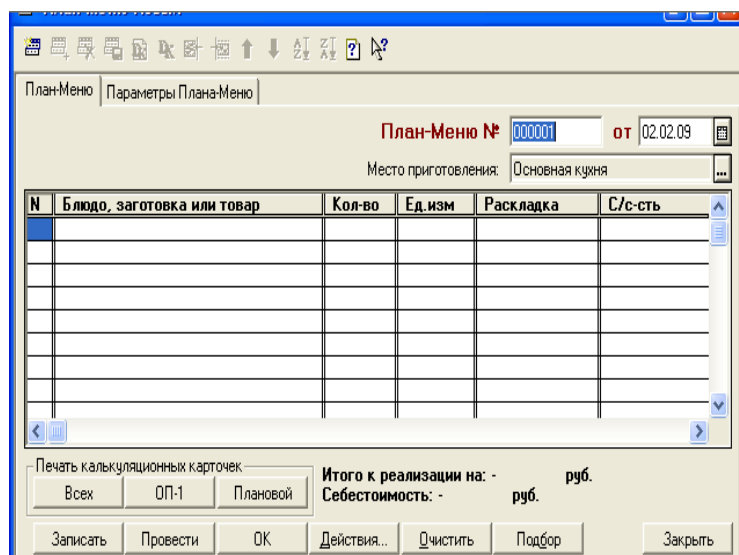 План-Меню Параметры Плана-Меню
План-Меню № 000001 от 02.02.09
Место приготовления: Основная кухня ...
N Блюдо, заготовка или товар Кол-во Ед.изм Раскладка С/с-сть
Печать калькуляционных карточек
Всех ОП-1 Плановой
Итого к реализации на: - руб.
Себестоимость: - руб.
Записать Провести OK Действия... Очистить Подбор Закрыть